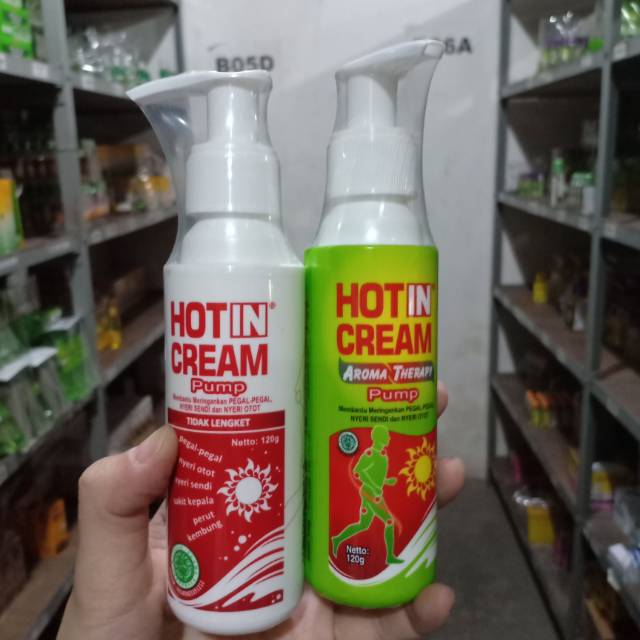 B05D
6A
HOT IN®
CREAM
Pump
Membantu Meringankan PEGAL-PEGAL,
NYERI SENDI dan NYERI OTOT
TIDAK LENGKET
Netto: 120g
pegal-pegal
nyeri otot
nyeri sendi
sakit kepala
perut
kembung
HOT IN
CREAM
AROMA THERAPY
Pump
Membantu Meringankan PEGAL-PEGAL,
NYERI SENDI dan NYERI OTOT
Netto:
120g